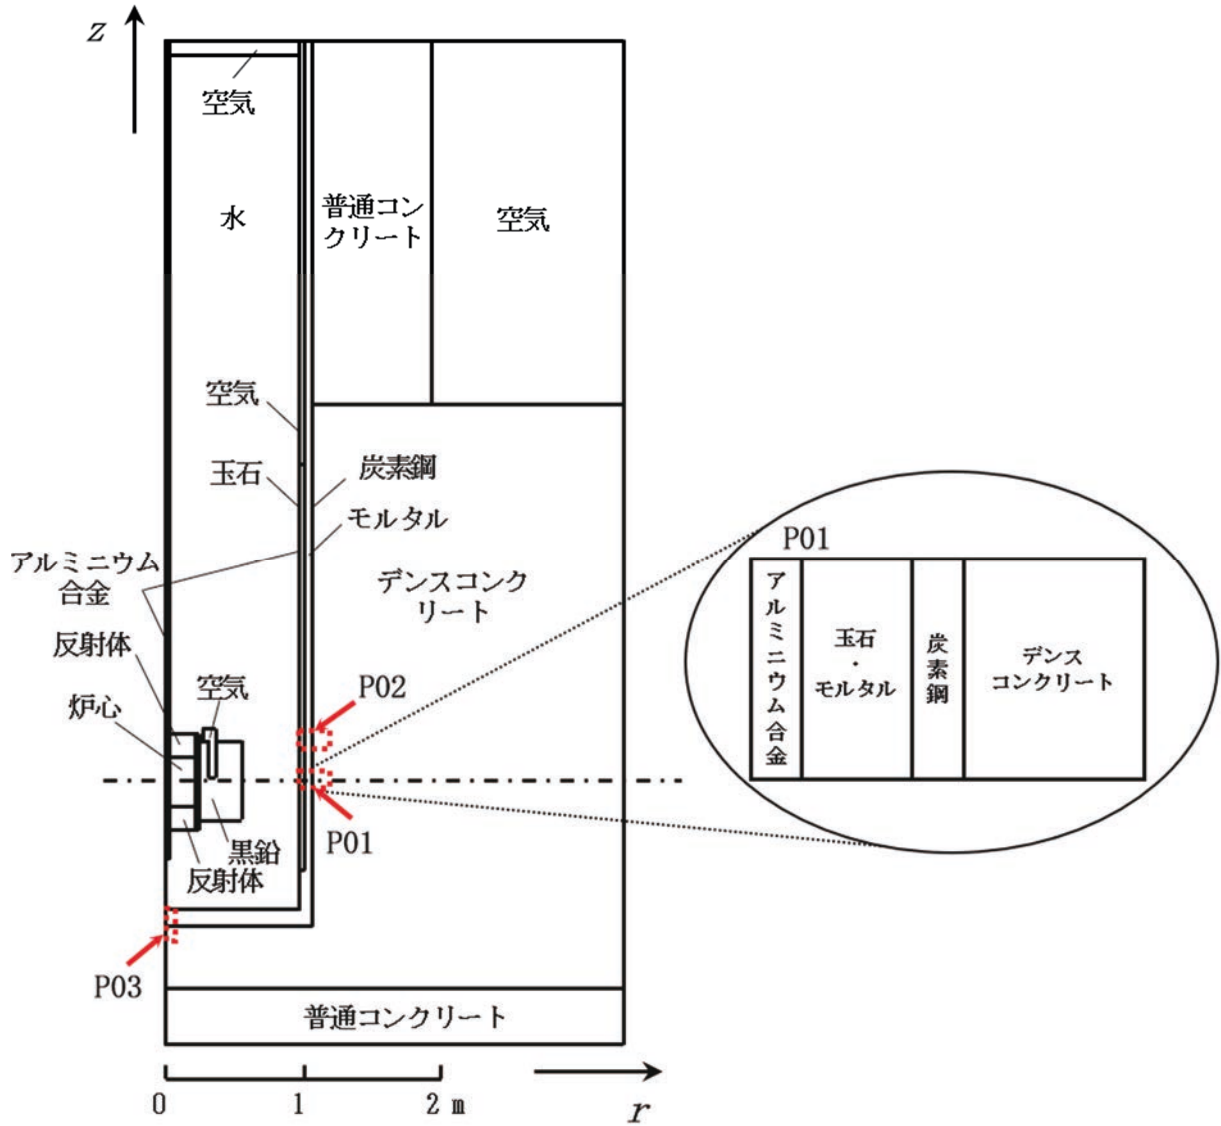 z
空気
水
普通コン
クリート
空気
空気
玉石
炭素鋼
モルタル
アルミニウム
合金
デンスコンク
リート
反射体
炉心
空気
P02
P01
黒鉛
反射体
P03
普通コンクリート
0 1 2 m
r
P01
アルミニウム合金
玉石
・
モルタル
炭素鋼
デンス
コンクリート